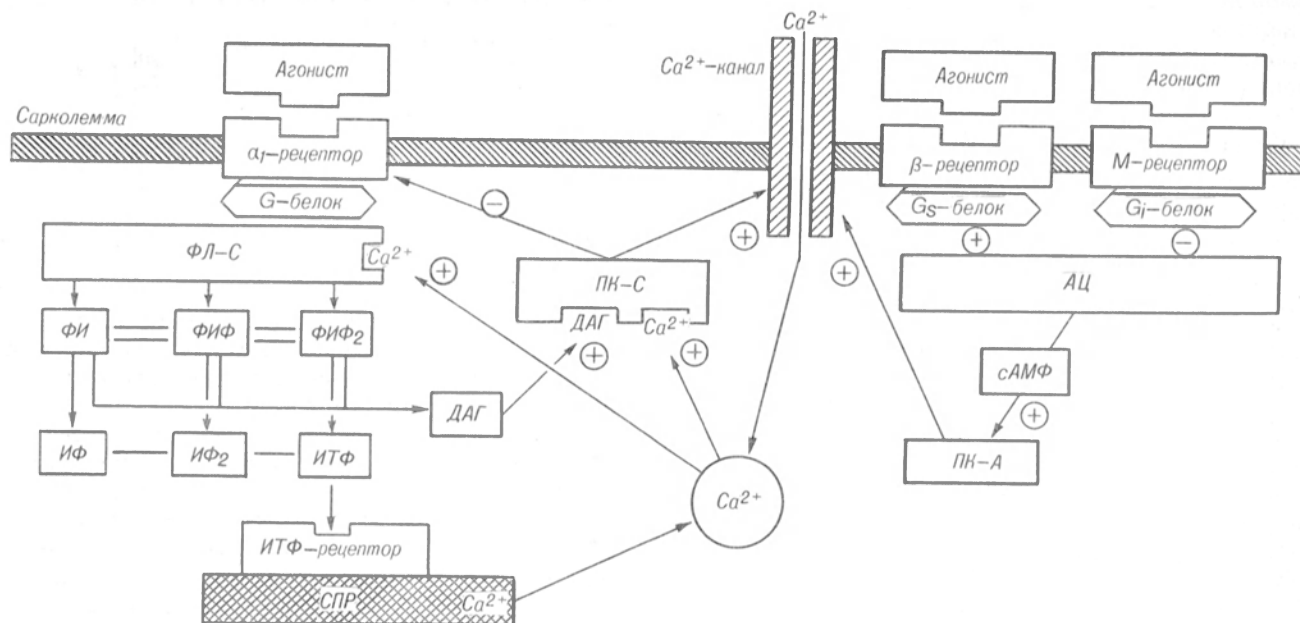 Ca²⁺
Агонист
Ca²⁺–канал
Агонист
Агонист
Сарколемма
α₁–рецептор
β–рецептор
М–рецептор
G–белок
Gₛ–белок
Gᵢ–белок
−
+
+
−
ФЛ–С
Ca²⁺
+
ПК–С
ДАГ
Ca²⁺
+
+
+
АЦ
ФИ
ФИФ
ФИФ₂
сАМФ
+
ДАГ
ИФ
ИФ₂
ИТФ
ПК–А
Ca²⁺
ИТФ–рецептор
СПР
Ca²⁺